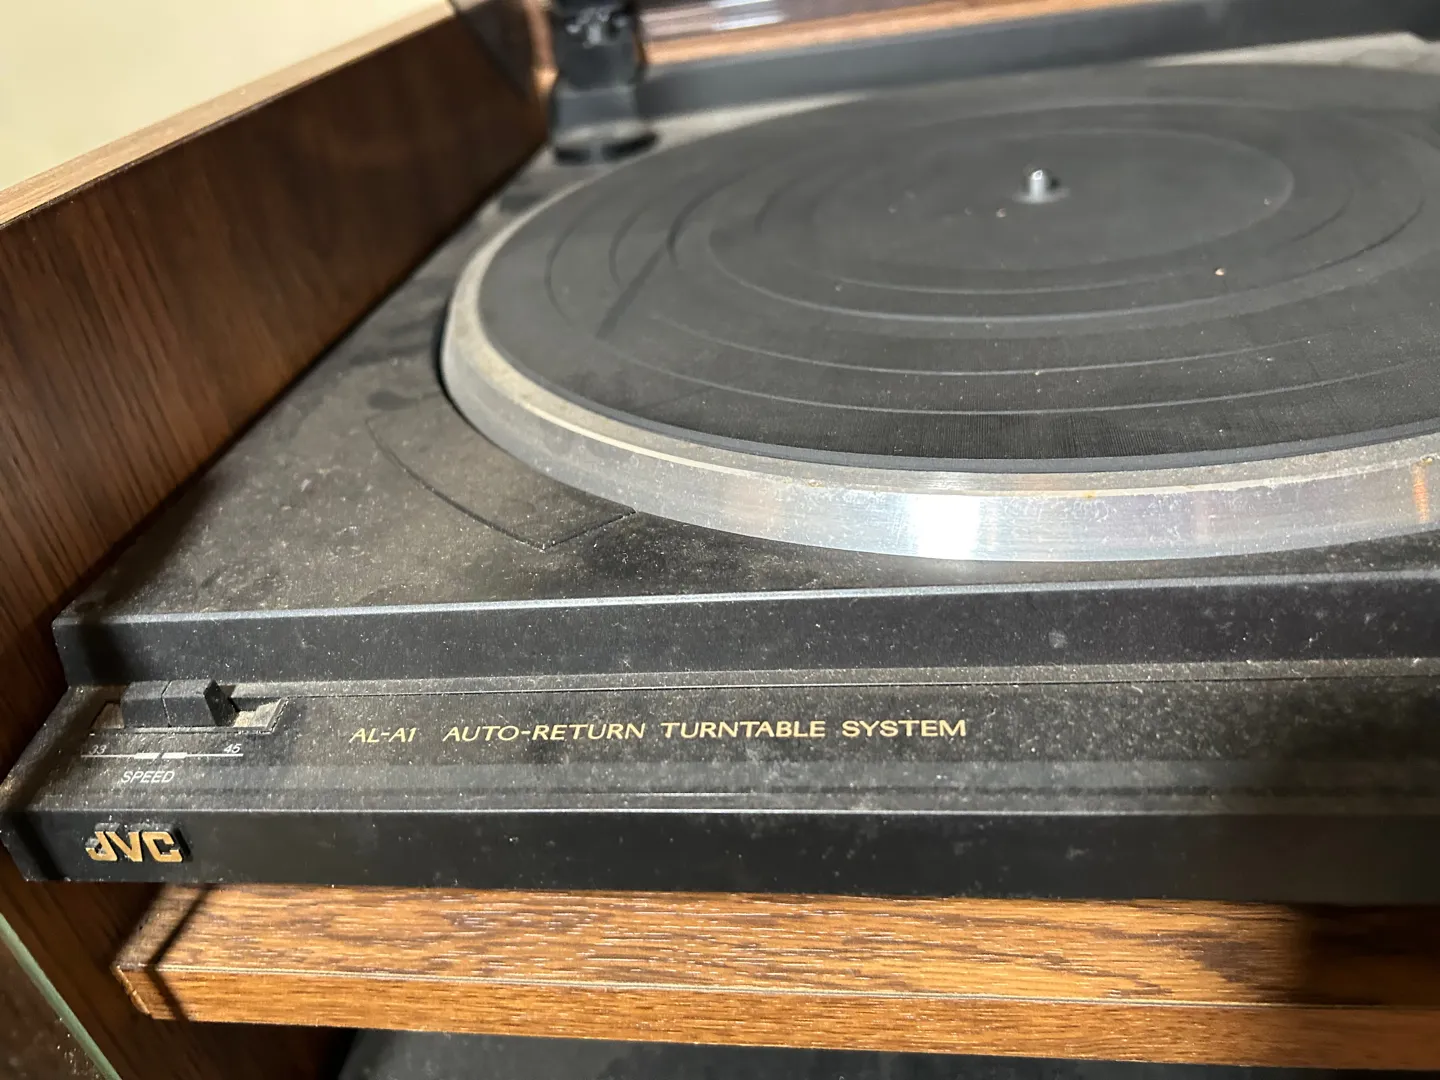 AL-A1 AUTO-RETURN TURNTABLE SYSTEM
33 45
SPEED
JVC